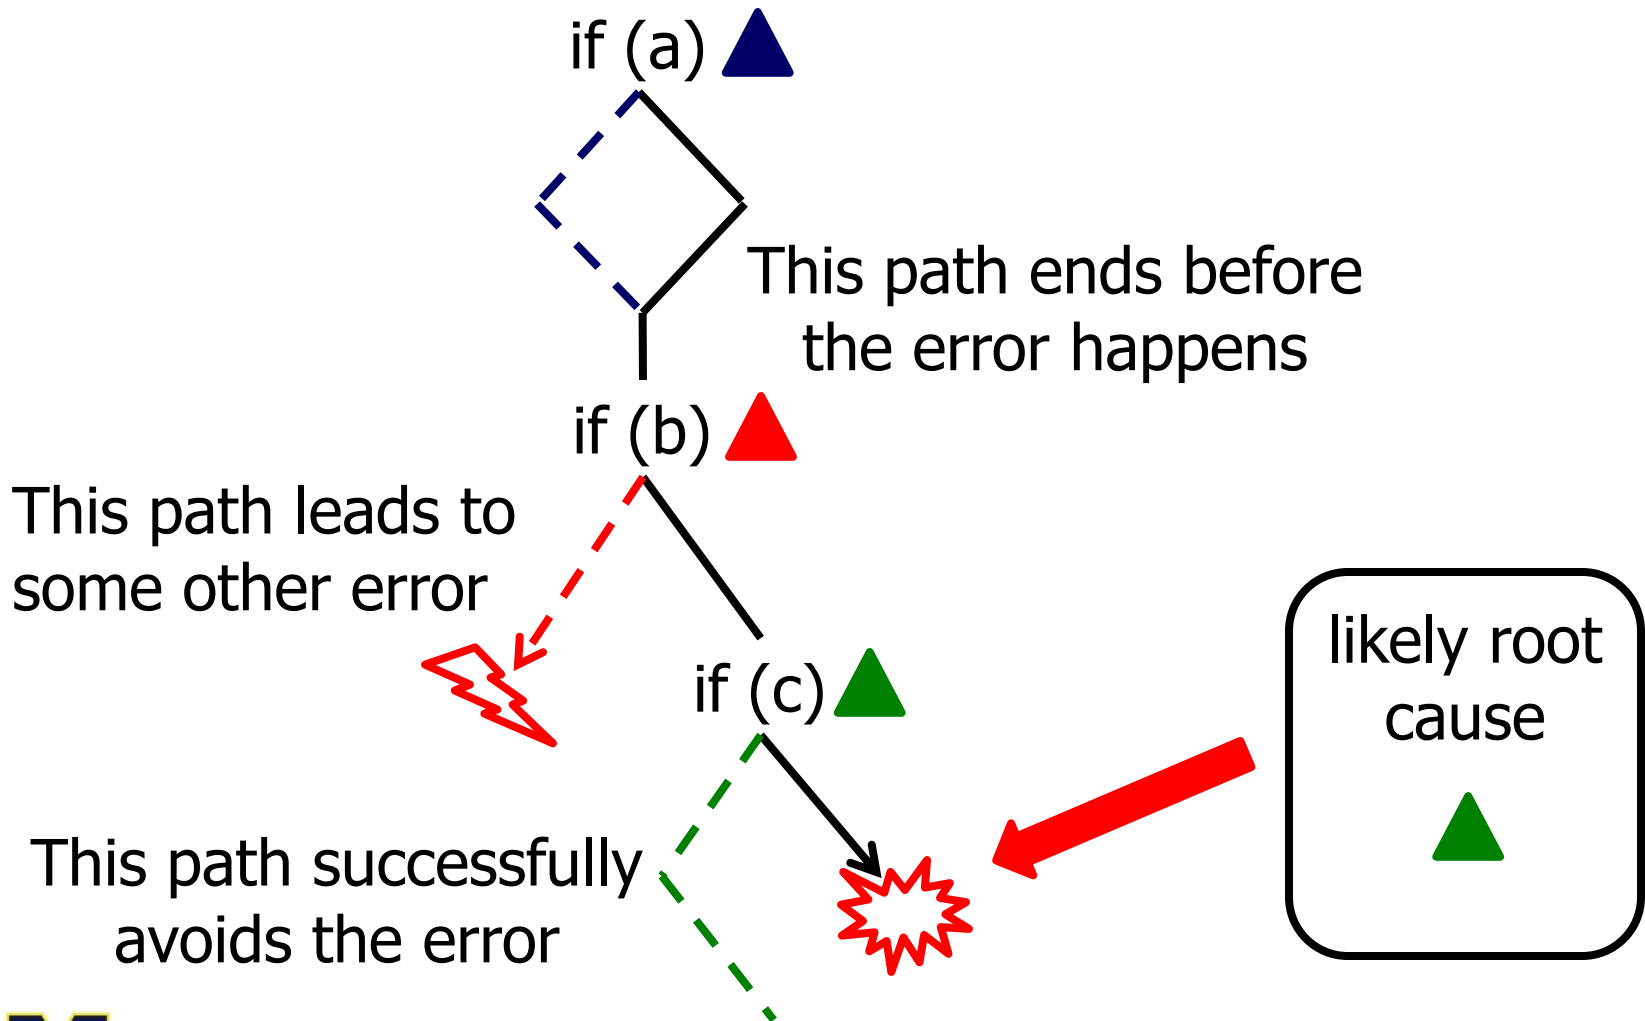 if (a)
This path ends before
the error happens
if (b)
This path leads to
some other error
likely root
cause
if (c)
This path successfully
avoids the error